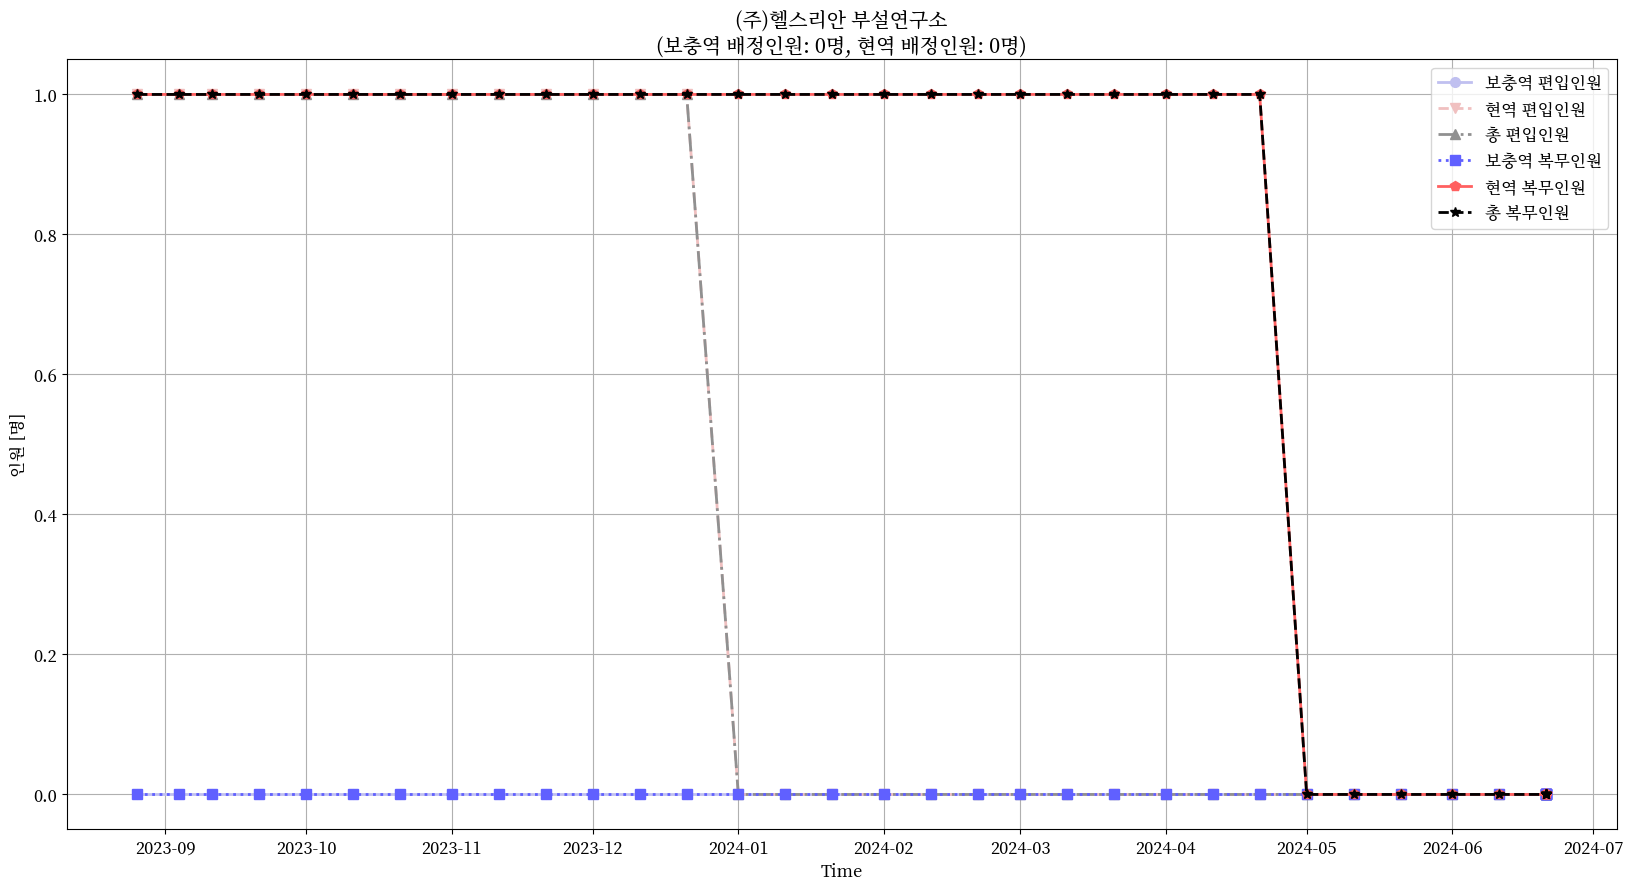 (주)헬스리안 부설연구소
(보충역 배정인원: 0명, 현역 배정인원: 0명)
보충역 편입인원
현역 편입인원
총 편입인원
보충역 복무인원
현역 복무인원
총 복무인원
인원 [명]
1.0
0.8
0.6
0.4
0.2
0.0
2023-09
2023-10
2023-11
2023-12
2024-01
2024-02
2024-03
2024-04
2024-05
2024-06
2024-07
Time